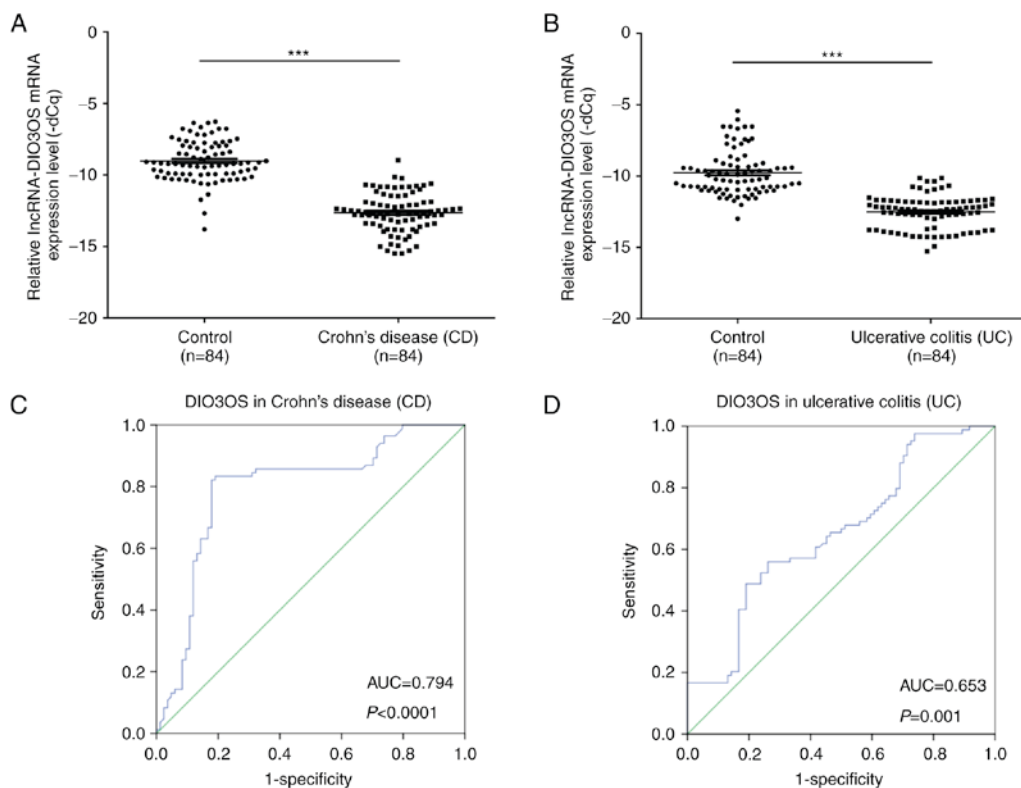 A
Relative lncRNA-DIO3OS mRNA
expression level (-dCq)
0
−5
−10
−15
−20
***
Control
(n=84)
Crohn's disease (CD)
(n=84)
B
Relative lncRNA-DIO3OS mRNA
expression level (-dCq)
0
−5
−10
−15
−20
***
Control
(n=84)
Ulcerative colitis (UC)
(n=84)
C
DIO3OS in Crohn's disease (CD)
Sensitivity
1.0
0.8
0.6
0.4
0.2
0.0
AUC=0.794
P<0.0001
0.0 0.2 0.4 0.6 0.8 1.0
1-specificity
D
DIO3OS in ulcerative colitis (UC)
Sensitivity
1.0
0.8
0.6
0.4
0.2
0.0
AUC=0.653
P=0.001
0.0 0.2 0.4 0.6 0.8 1.0
1-specificity